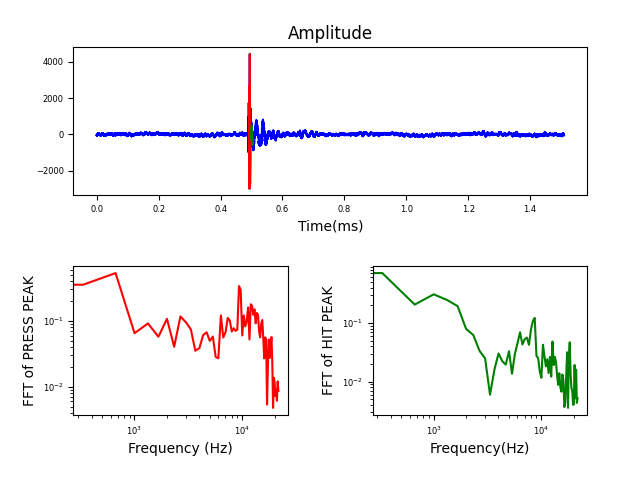 Amplitude
4000
2000
0
−2000
0.0 0.2 0.4 0.6 0.8 1.0 1.2 1.4
Time(ms)
FFT of PRESS PEAK
10⁻¹
10⁻²
10³ 10⁴
Frequency (Hz)
FFT of HIT PEAK
10⁻¹
10⁻²
10³ 10⁴
Frequency(Hz)